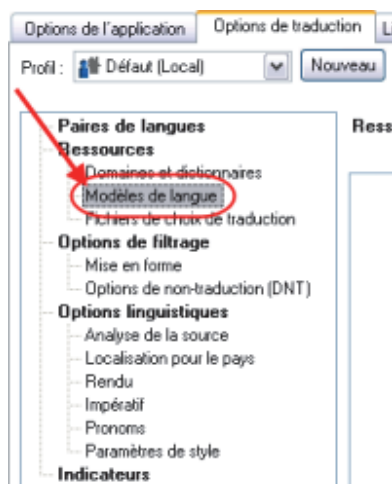 Options de l'application Options de traduction
Profil : Défaut (Local) Nouveau
Paires de langues
Ressources
Domaines et dictionnaires
Modèles de langue
Fichiers de choix de traduction
Options de filtrage
Mise en forme
Options de non-traduction (DNT)
Options linguistiques
Analyse de la source
Localisation pour le pays
Rendu
Impératif
Pronoms
Paramètres de style
Indicateurs